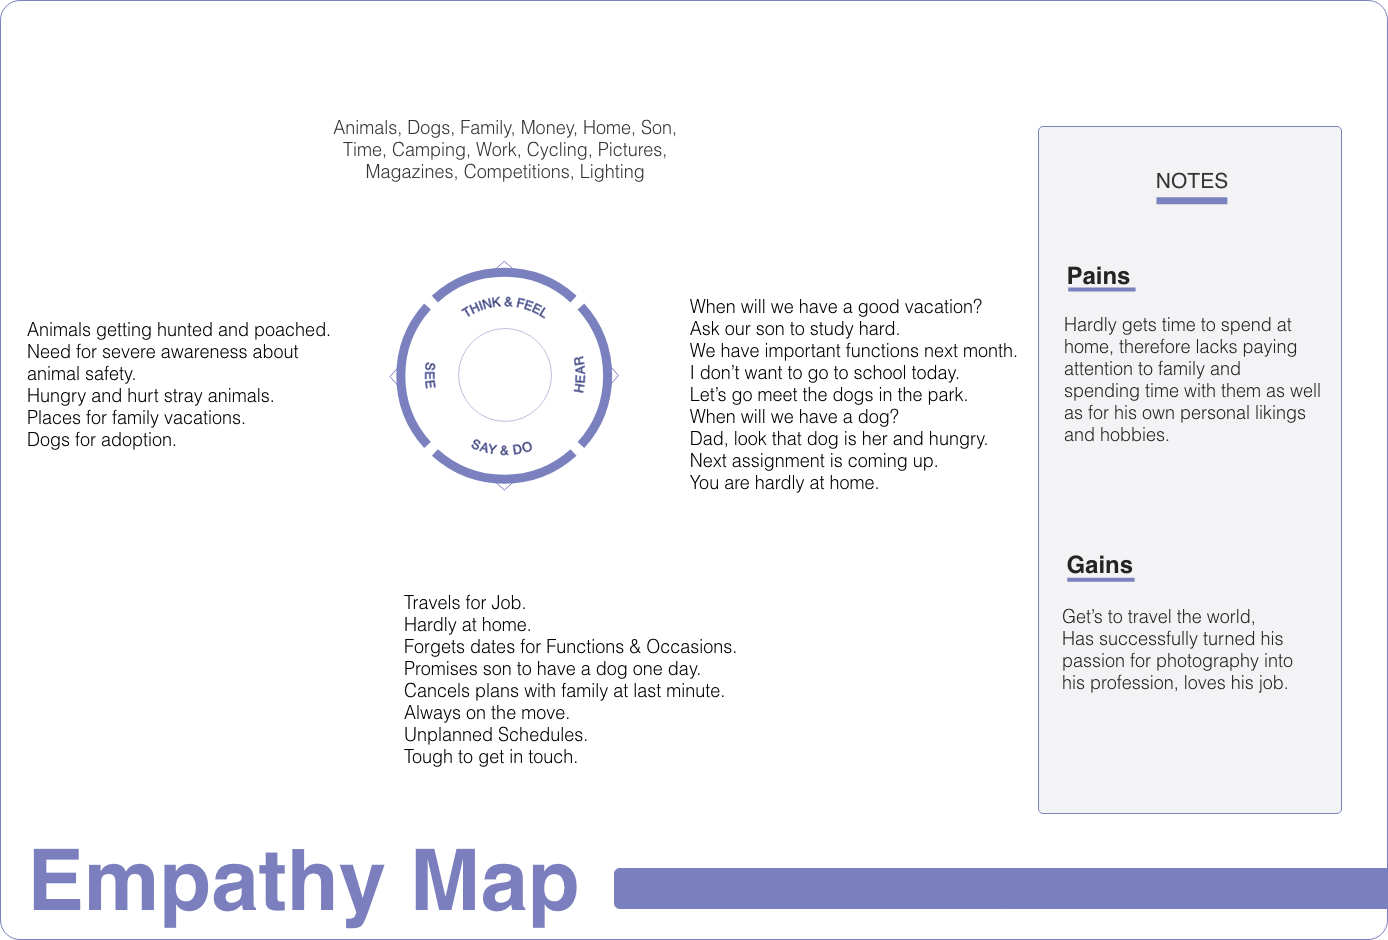 Animals, Dogs, Family, Money, Home, Son,
Time, Camping, Work, Cycling, Pictures,
Magazines, Competitions, Lighting
Animals getting hunted and poached.
Need for severe awareness about
animal safety.
Hungry and hurt stray animals.
Places for family vacations.
Dogs for adoption.
THINK & FEEL
SEE
HEAR
SAY & DO
When will we have a good vacation?
Ask our son to study hard.
We have important functions next month.
I don’t want to go to school today.
Let’s go meet the dogs in the park.
When will we have a dog?
Dad, look that dog is her and hungry.
Next assignment is coming up.
You are hardly at home.
Travels for Job.
Hardly at home.
Forgets dates for Functions & Occasions.
Promises son to have a dog one day.
Cancels plans with family at last minute.
Always on the move.
Unplanned Schedules.
Tough to get in touch.
NOTES
Pains
Hardly gets time to spend at
home, therefore lacks paying
attention to family and
spending time with them as well
as for his own personal likings
and hobbies.
Gains
Get’s to travel the world,
Has successfully turned his
passion for photography into
his profession, loves his job.
Empathy Map